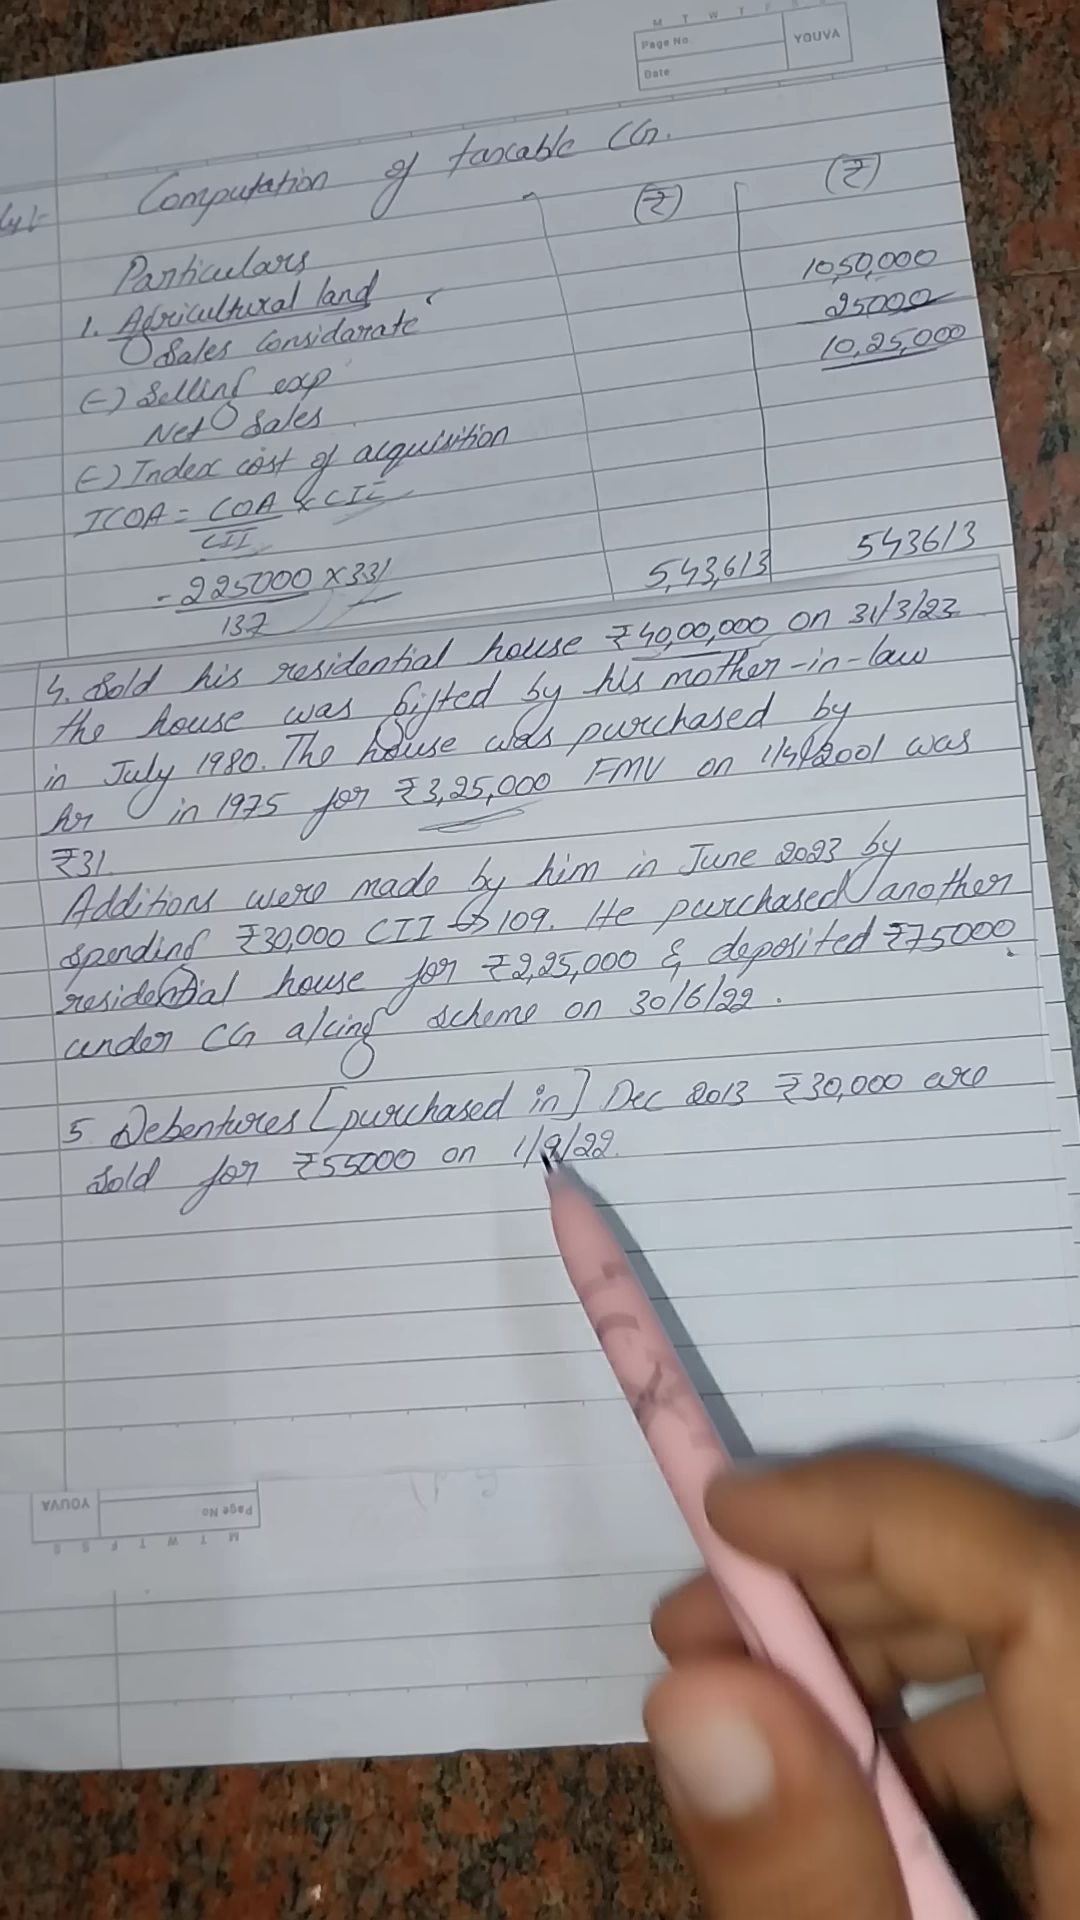 M T W T F
Page No.
YOUVA
Date
Computation of taxable CG.
Particulars
(₹)
(₹)
1. Agricultural land
Sales Considarate
1050,000
(-) Selling exp
25000
Net Sales
10,25,000
(-) Index cost of acquisition
ICOA = COA x CII
CII
- 225000 x 331
137
5,43,613
543613
4. Sold his residential house ₹40,00,000 on 31/3/23
the house was gifted by his mother-in-law
in July 1980. The house was purchased by
hr in 1975 for ₹3,25,000 FMV on 1/4/2001 was
₹31
Additions were made by him in June 2023 by
spending ₹30,000 CII 109. He purchased another
residential house for ₹2,25,000 & deposited ₹75000
under CG a/cing scheme on 30/6/22.
5. Debentures [purchased in] Dec 2013 ₹30,000 are
sold for ₹55000 on 1/9/22.
YOUVA
Page No
M T W T F S S